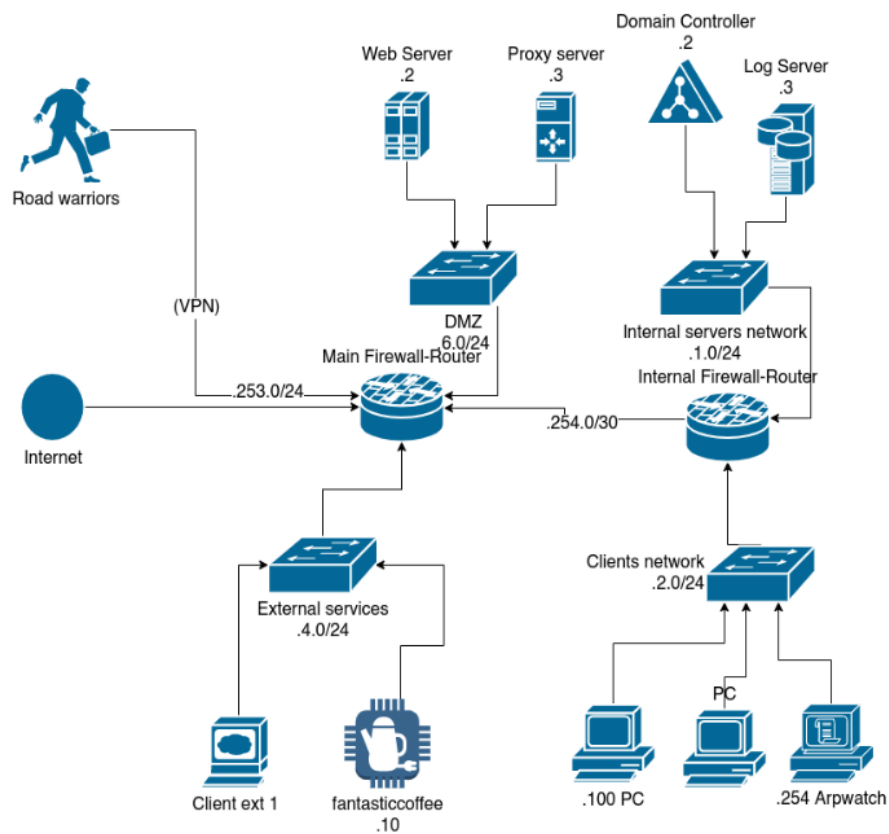 Domain Controller
.2
Web Server
.2
Proxy server
.3
Log Server
.3
Road warriors
(VPN)
DMZ
.6.0/24
Internal servers network
.1.0/24
Main Firewall-Router
Internal Firewall-Router
.253.0/24
.254.0/30
Internet
Clients network
.2.0/24
External services
.4.0/24
PC
Client ext 1
fantasticcoffee
.10
.100 PC
.254 Arpwatch